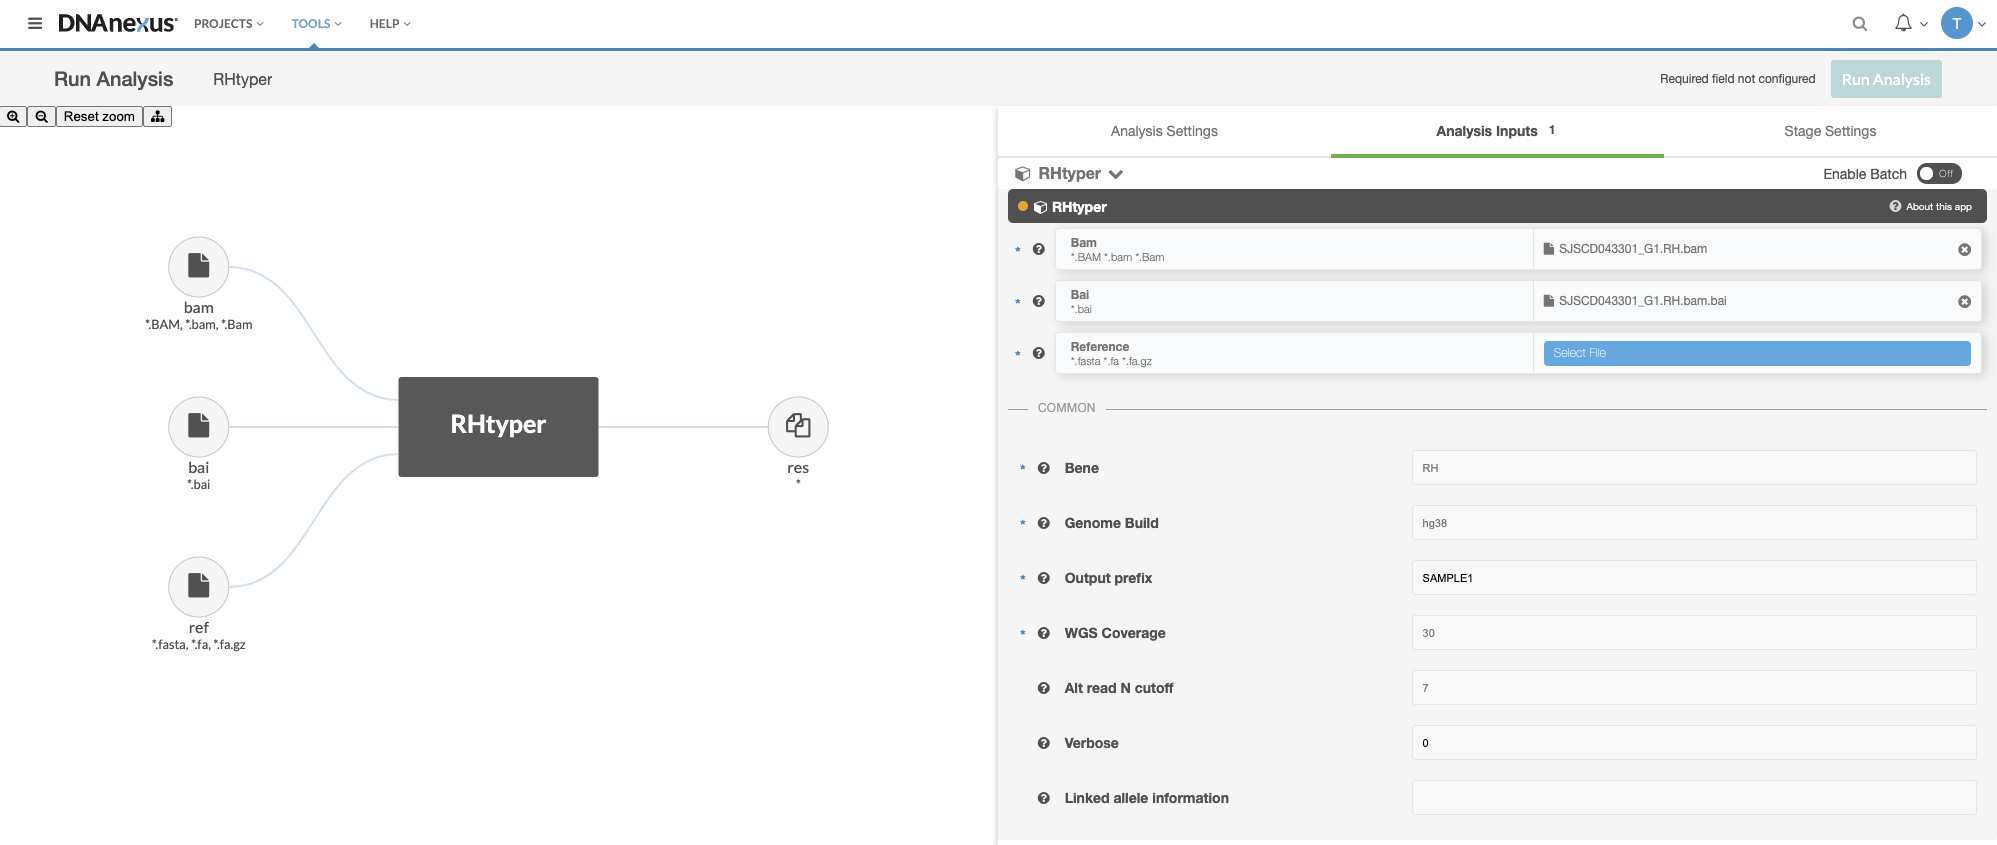 DNAnexus
PROJECTS
TOOLS
HELP
T
Run Analysis
RHtyper
Required field not configured
Run Analysis
Reset zoom
bam
*.BAM, *.bam, *.Bam
bai
*.bai
ref
*.fasta, *.fa, *.fa.gz
RHtyper
res
*
Analysis Settings
Analysis Inputs 1
Stage Settings
RHtyper
Enable Batch Off
RHtyper
? About this app
* ? Bam
*.BAM *.bam *.Bam
SJSCD043301_G1.RH.bam
* ? Bai
*.bai
SJSCD043301_G1.RH.bam.bai
* ? Reference
*.fasta *.fa *.fa.gz
Select File
COMMON
* ? Bene RH
* ? Genome Build hg38
* ? Output prefix SAMPLE1
* ? WGS Coverage 30
? Alt read N cutoff 7
? Verbose 0
? Linked allele information